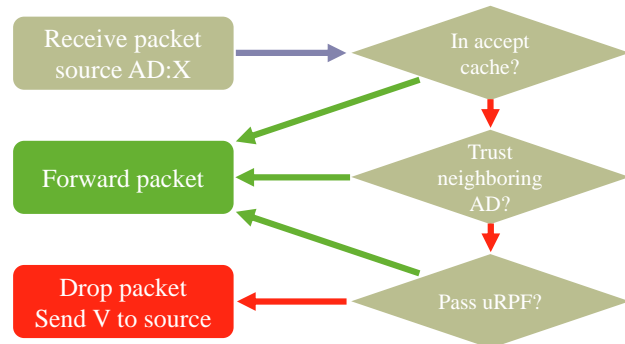 Receive packet
source AD:X
In accept
cache?
Forward packet
Trust
neighboring
AD?
Drop packet
Send V to source
Pass uRPF?